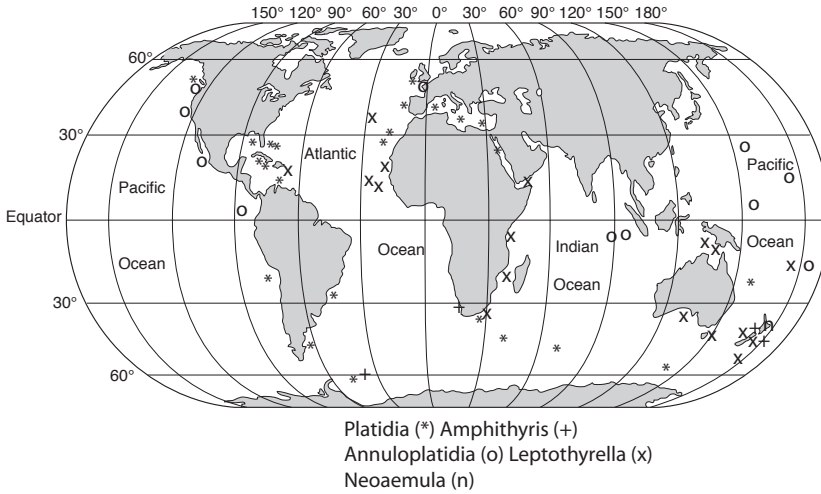 150° 120° 90° 60° 30° 0° 30° 60° 90° 120° 150° 180°
60°
30°
Atlantic
Pacific
Pacific
Equator
Ocean
Indian
Ocean
Ocean
Ocean
30°
60°
Platidia (*) Amphithyris (+)
Annuloplatidia (o) Leptothyrella (x)
Neoaemula (n)